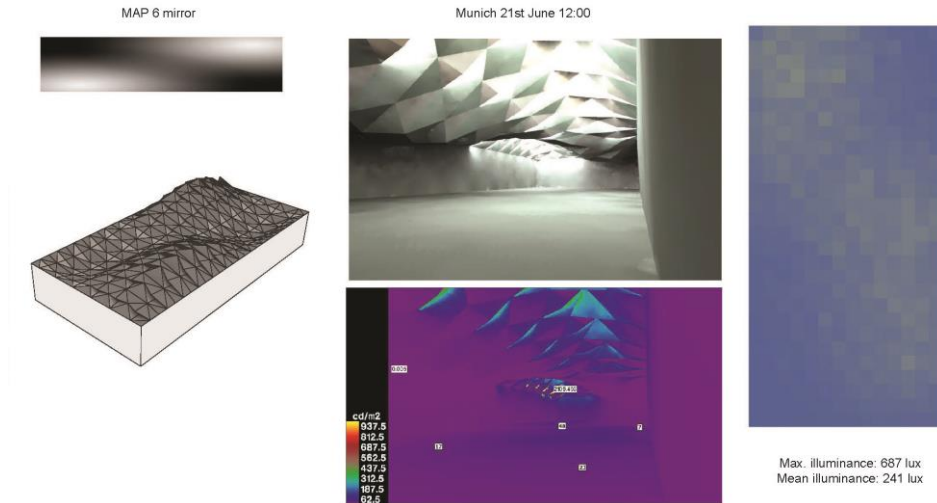 MAP 6 mirror
Munich 21st June 12:00
cd/m2
937.5
812.5
687.5
562.5
437.5
312.5
187.5
62.5
Max. illuminance: 687 lux
Mean illuminance: 241 lux